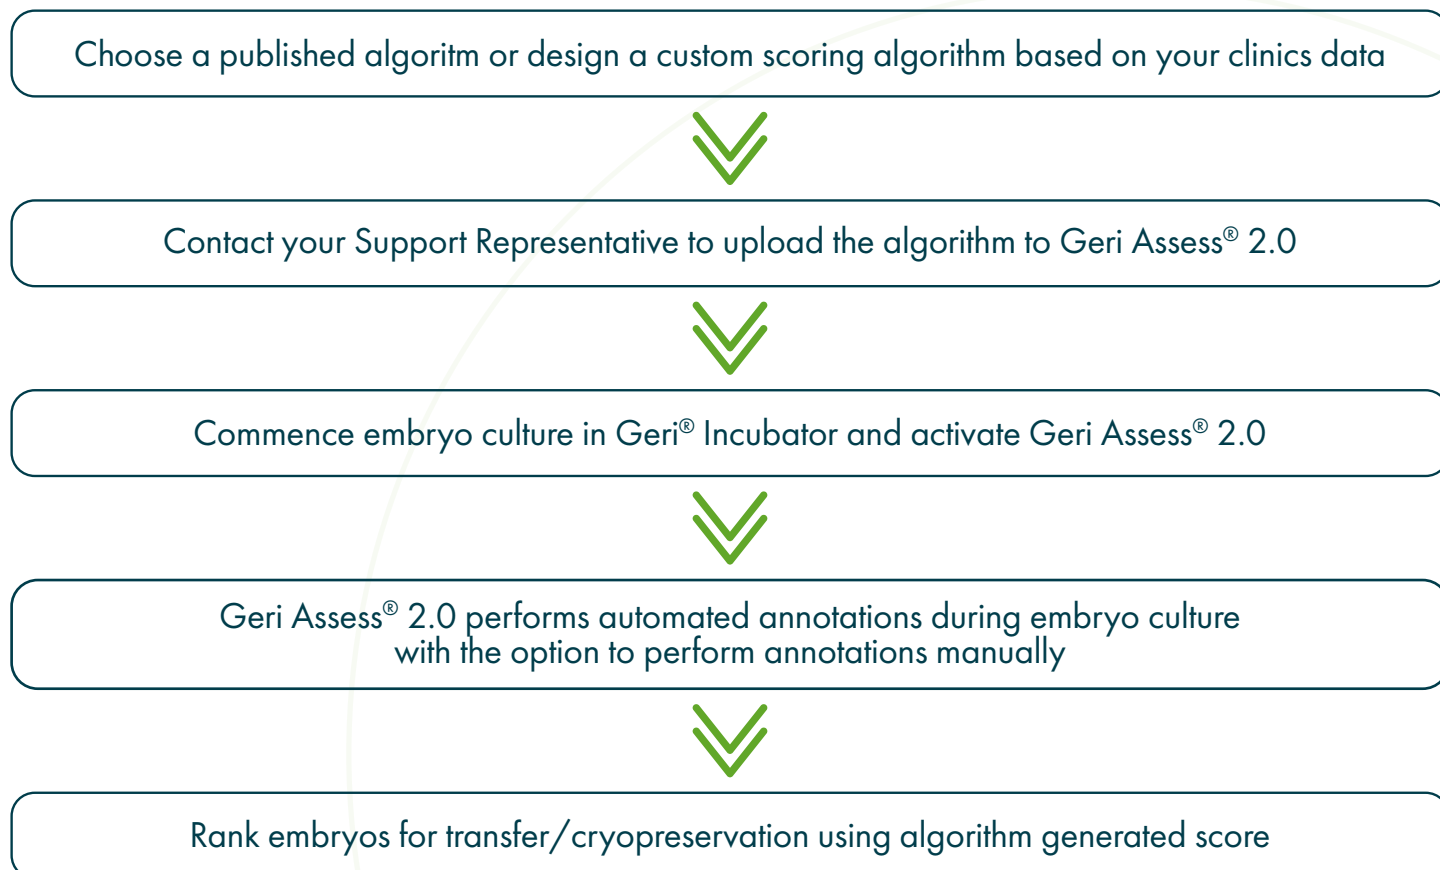 Choose a published algoritm or design a custom scoring algorithm based on your clinics data
Contact your Support Representative to upload the algorithm to Geri Assess® 2.0
Commence embryo culture in Geri® Incubator and activate Geri Assess® 2.0
Geri Assess® 2.0 performs automated annotations during embryo culture
with the option to perform annotations manually
Rank embryos for transfer/cryopreservation using algorithm generated score